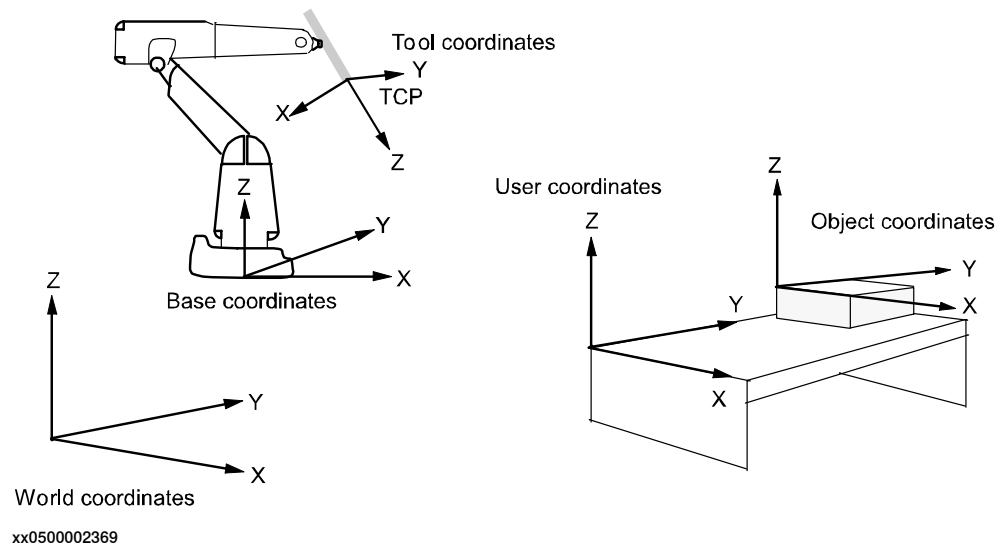 Tool coordinates
Y
TCP
X
Z
Z
Y
X
Base coordinates
User coordinates
Z
Z
Object coordinates
Y
X
Y
X
Z
Y
X
World coordinates
xx0500002369